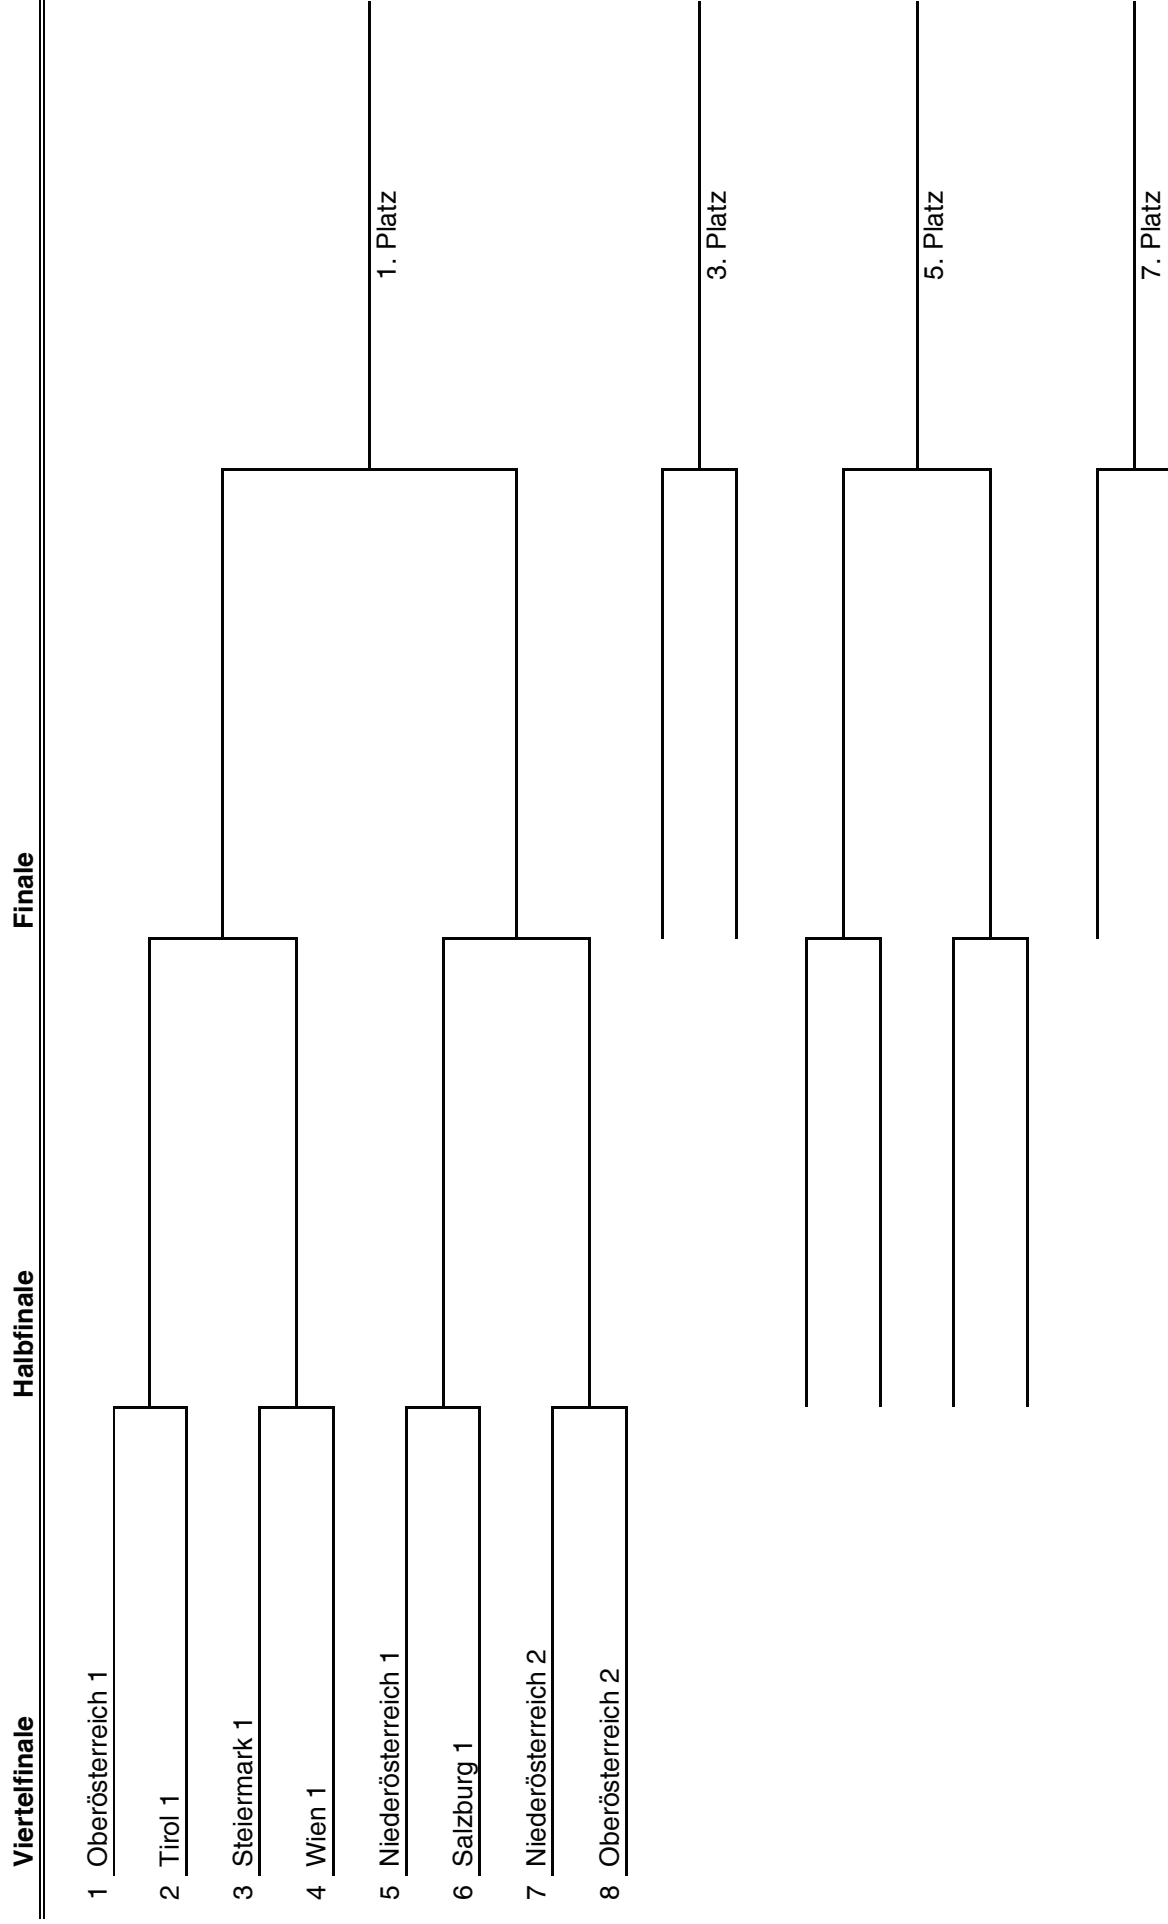 Viertelfinale Halbfinale Finale
1 Oberösterreich 1
2 Tirol 1
3 Steiermark 1
4 Wien 1
1. Platz
5 Niederösterreich 1
6 Salzburg 1
7 Niederösterreich 2
8 Oberösterreich 2
3. Platz
5. Platz
7. Platz